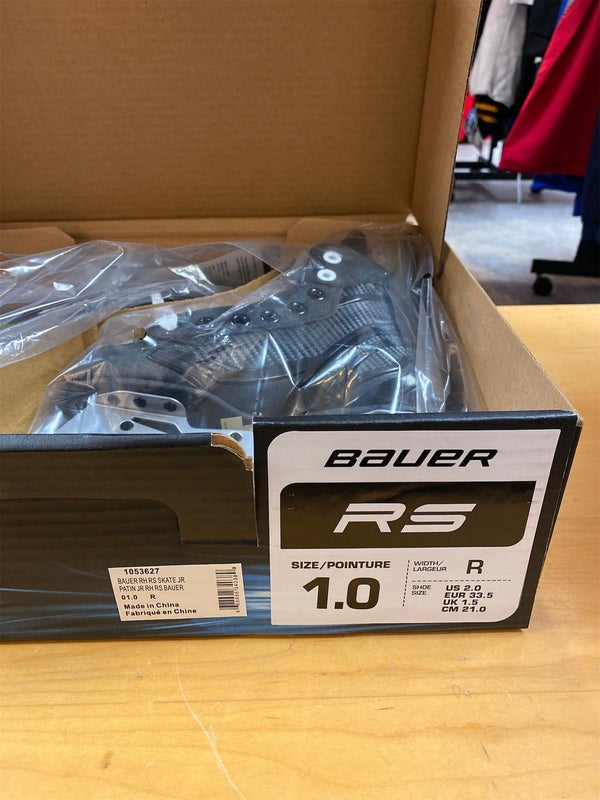 BAUER
RS
SIZE/POINTURE
1.0
WIDTH/
LARGEUR
R
SHOE
SIZE
US 2.0
EUR 33.5
UK 1.5
CM 21.0
1053627
BAUER RH RS SKATE JR
PATIN JR RH RS BAUER
01.0 R
Made in China
Fabriqué en Chine